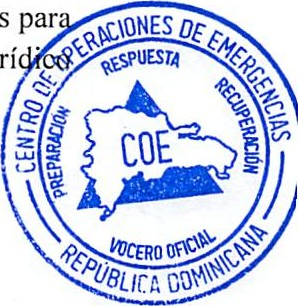 s para
rídico
CENTRO DE OPERACIONES DE EMERGENCIAS
PREPARACIÓN
RESPUESTA
RECUPERACIÓN
COE
VOCERO OFICIAL
REPÚBLICA DOMINICANA